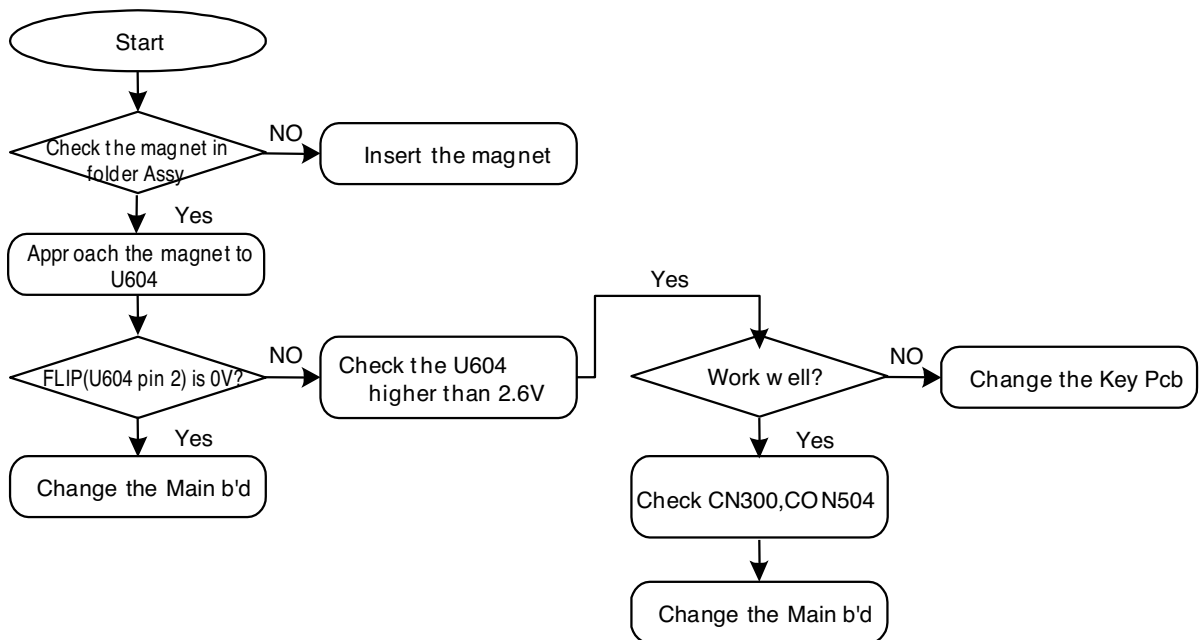 Start
Check the magnet in
folder Assy
NO
Insert the magnet
Yes
Approach the magnet to
U604
FLIP(U604 pin 2) is 0V?
NO
Check the U604
higher than 2.6V
Yes
Change the Main b'd
Yes
Work well?
NO
Change the Key Pcb
Yes
Check CN300,CON504
Change the Main b'd